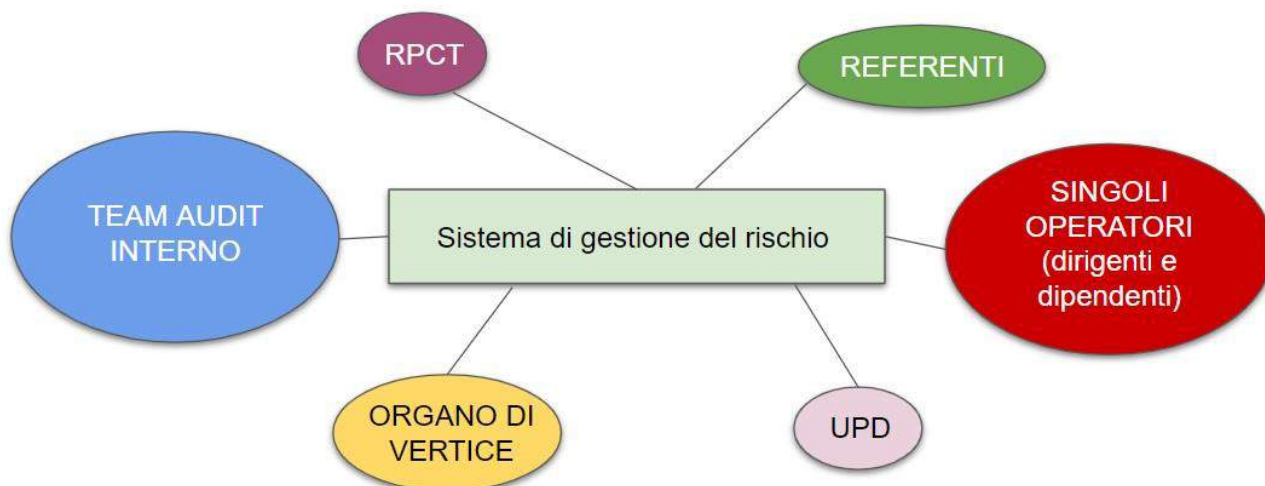 RPCT
REFERENTI
TEAM AUDIT
INTERNO
Sistema di gestione del rischio
SINGOLI
OPERATORI
(dirigenti e
dipendenti)
ORGANO DI
VERTICE
UPD